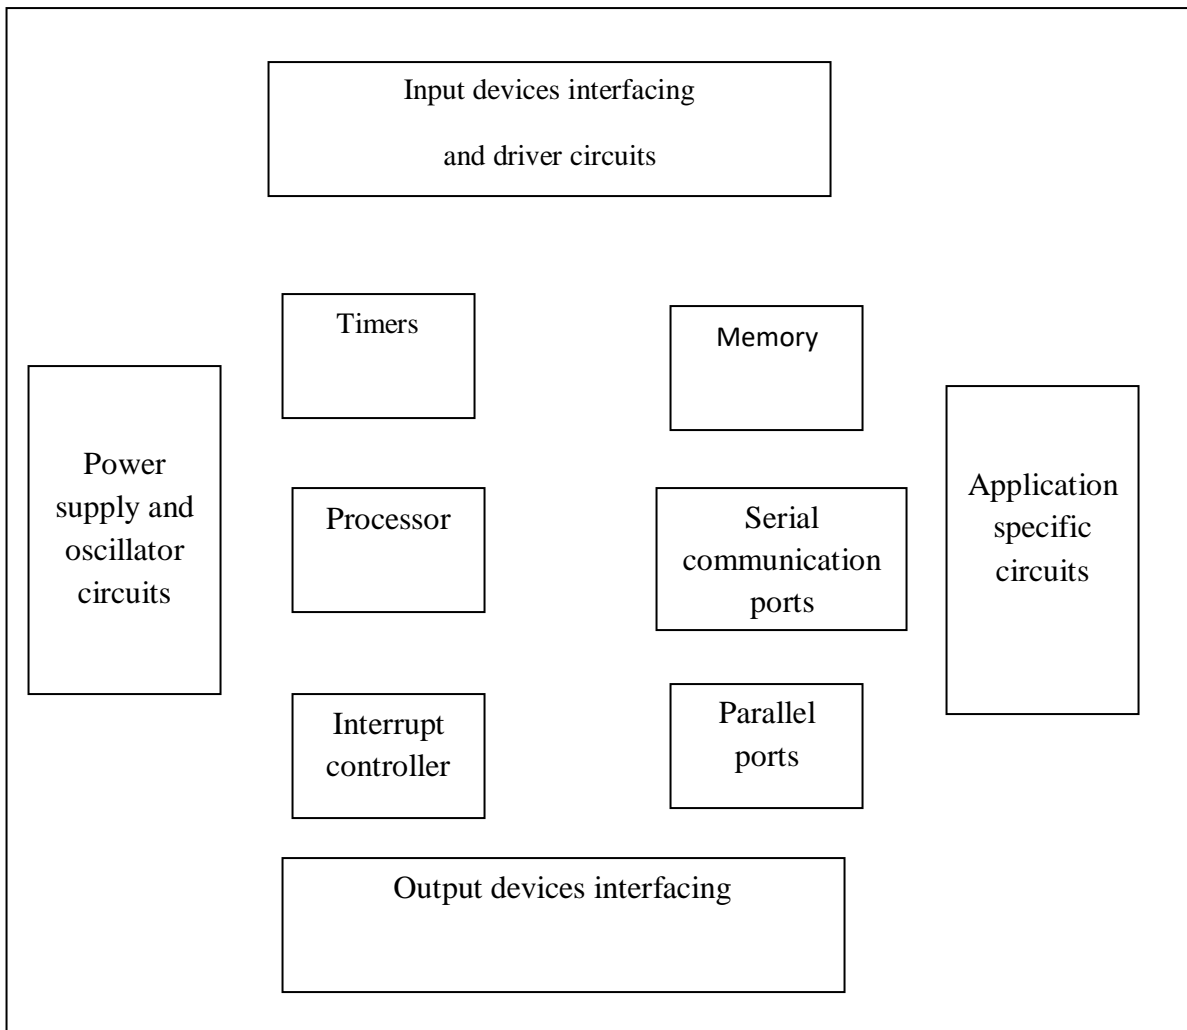 Input devices interfacing
and driver circuits
Timers
Memory
Power
supply and
oscillator
circuits
Processor
Serial
communication
ports
Application
specific
circuits
Interrupt
controller
Parallel
ports
Output devices interfacing